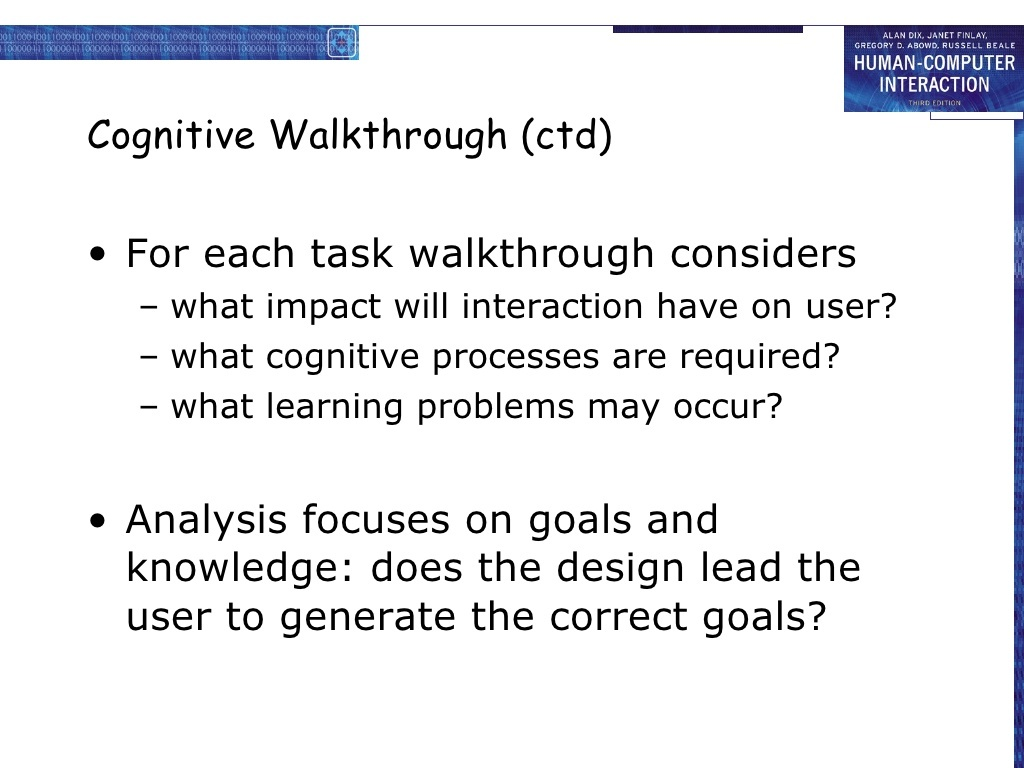 ALAN DIX, JANET FINLAY,
GREGORY D. ABOWD, RUSSELL BEALE
HUMAN-COMPUTER
INTERACTION
THIRD EDITION
Cognitive Walkthrough (ctd)
• For each task walkthrough considers
– what impact will interaction have on user?
– what cognitive processes are required?
– what learning problems may occur?
• Analysis focuses on goals and
knowledge: does the design lead the
user to generate the correct goals?